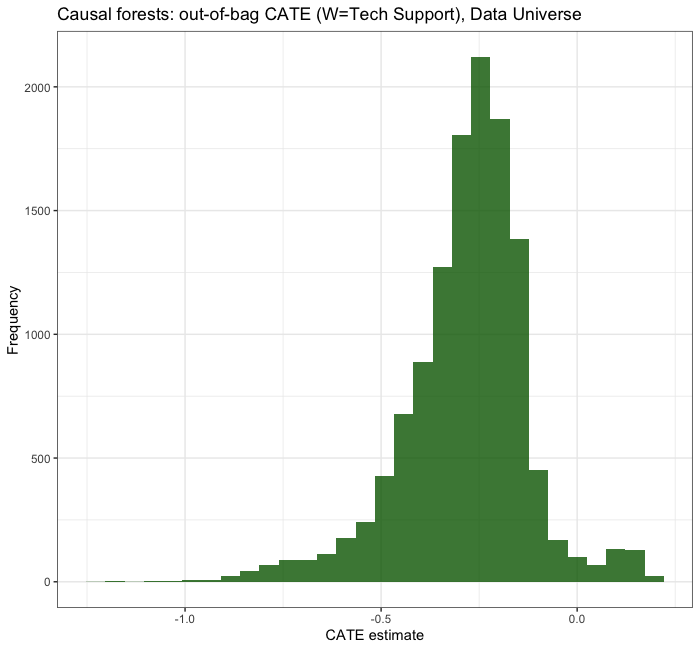 Causal forests: out-of-bag CATE (W=Tech Support), Data Universe
2000
1500
1000
500
0
Frequency
-1.0
-0.5
0.0
CATE estimate